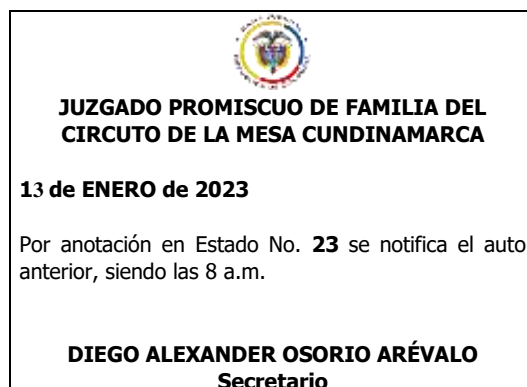 JUZGADO PROMISCUO DE FAMILIA DEL
CIRCUTO DE LA MESA CUNDINAMARCA
13 de ENERO de 2023
Por anotación en Estado No. 23 se notifica el auto
anterior, siendo las 8 a.m.
DIEGO ALEXANDER OSORIO ARÉVALO
Secretario